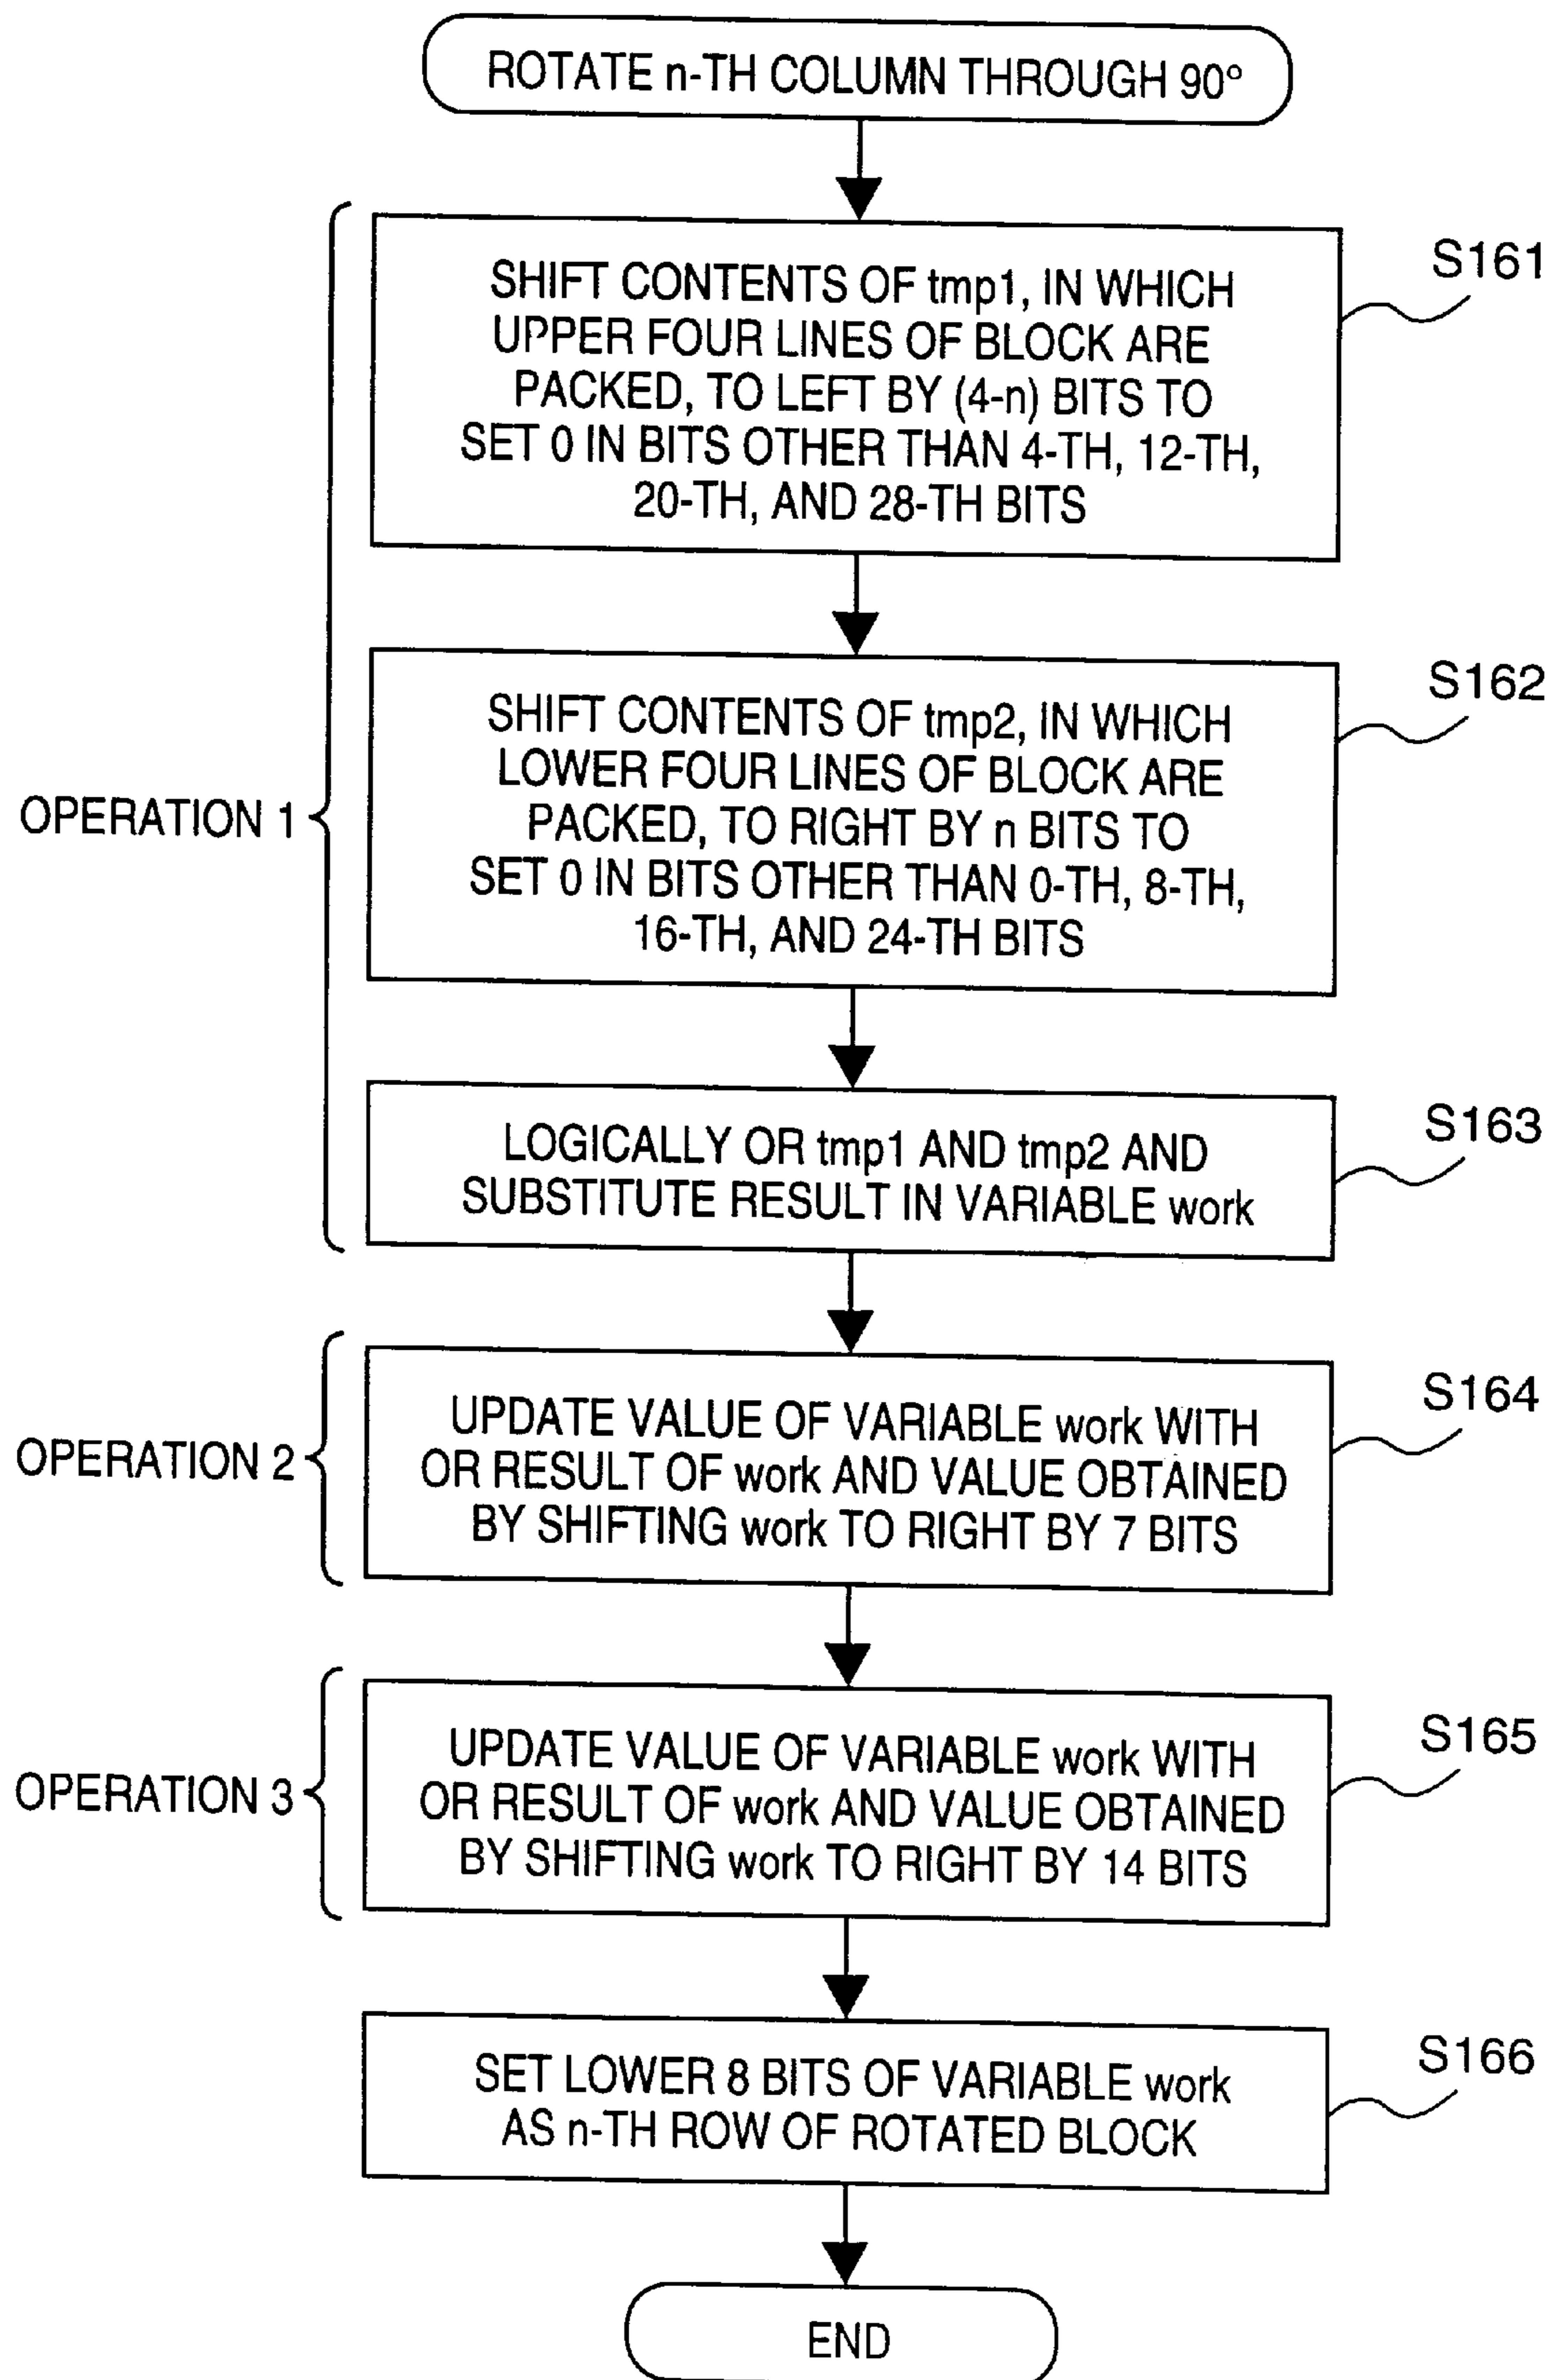 ROTATE n-TH COLUMN THROUGH 90°
S161
SHIFT CONTENTS OF tmp1, IN WHICH
UPPER FOUR LINES OF BLOCK ARE
PACKED, TO LEFT BY (4-n) BITS TO
SET 0 IN BITS OTHER THAN 4-TH, 12-TH,
20-TH, AND 28-TH BITS
S162
SHIFT CONTENTS OF tmp2, IN WHICH
LOWER FOUR LINES OF BLOCK ARE
PACKED, TO RIGHT BY n BITS TO
SET 0 IN BITS OTHER THAN 0-TH, 8-TH,
16-TH, AND 24-TH BITS
OPERATION 1
S163
LOGICALLY OR tmp1 AND tmp2 AND
SUBSTITUTE RESULT IN VARIABLE work
S164
UPDATE VALUE OF VARIABLE work WITH
OR RESULT OF work AND VALUE OBTAINED
BY SHIFTING work TO RIGHT BY 7 BITS
OPERATION 2
S165
UPDATE VALUE OF VARIABLE work WITH
OR RESULT OF work AND VALUE OBTAINED
BY SHIFTING work TO RIGHT BY 14 BITS
OPERATION 3
S166
SET LOWER 8 BITS OF VARIABLE work
AS n-TH ROW OF ROTATED BLOCK
END